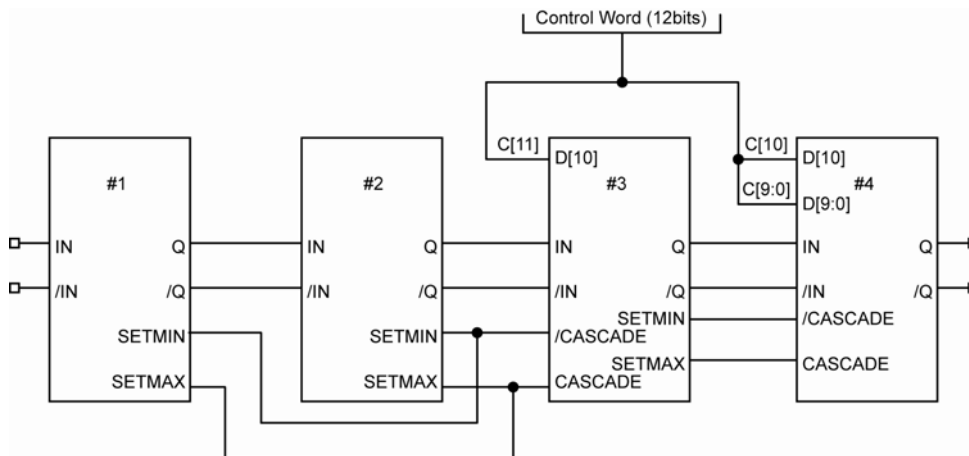 Control Word (12bits)
C[11]
D[10]
C[10]
D[10]
C[9:0]
D[9:0]
#1
#2
#3
#4
IN
Q
IN
Q
IN
Q
IN
Q
/IN
/Q
/IN
/Q
/IN
/Q
/IN
/Q
SETMIN
SETMIN
/CASCADE
SETMIN
/CASCADE
SETMAX
SETMAX
CASCADE
SETMAX
CASCADE